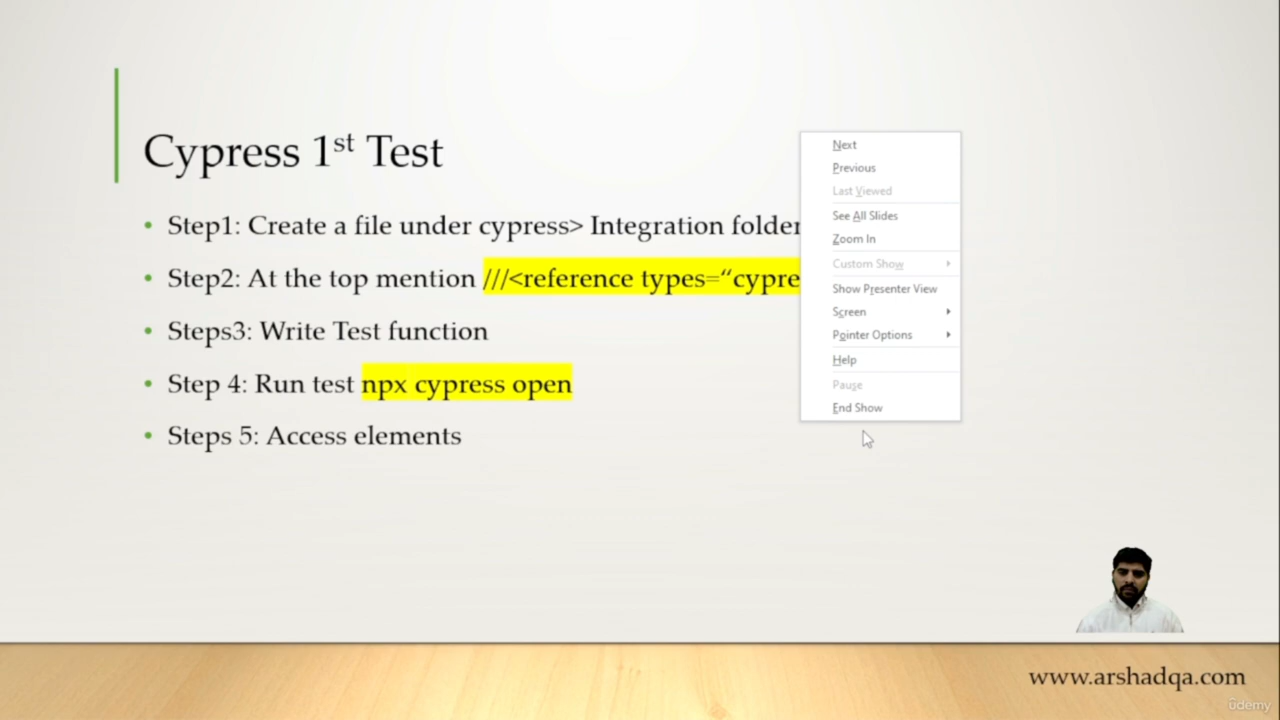 Cypress 1st Test
• Step1: Create a file under cypress> Integration folder
• Step2: At the top mention ///<reference types=“cypre
• Steps3: Write Test function
• Step 4: Run test npx cypress open
• Steps 5: Access elements
Next
Previous
Last Viewed
See All Slides
Zoom In
Custom Show
Show Presenter View
Screen
Pointer Options
Help
Pause
End Show
www.arshadqa.com
ûdemy